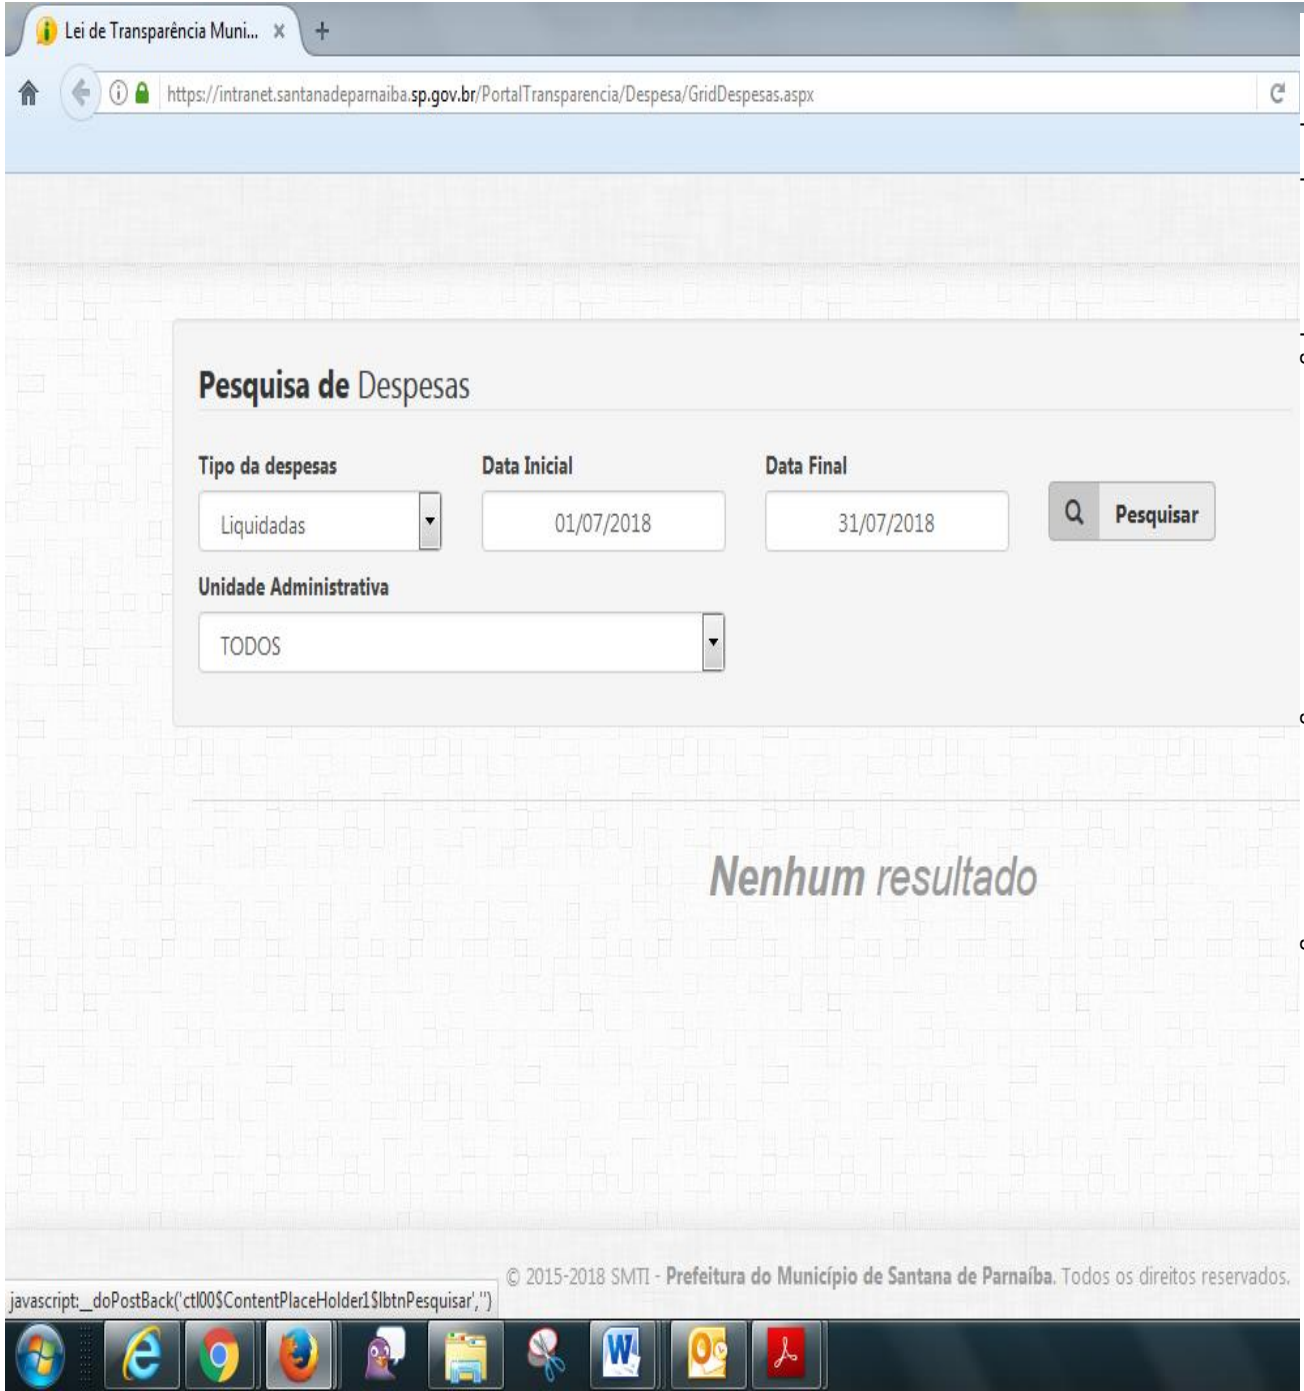 Lei de Transparência Muni... × +
https://intranet.santanadeparnaiba.sp.gov.br/PortalTransparencia/Despesa/GridDespesas.aspx
Pesquisa de Despesas
Tipo da despesas Data Inicial Data Final
Liquidadas 01/07/2018 31/07/2018 Pesquisar
Unidade Administrativa
TODOS
Nenhum resultado
© 2015-2018 SMTI - Prefeitura do Município de Santana de Parnaíba. Todos os direitos reservados.
javascript:__doPostBack('ctl00$ContentPlaceHolder1$lbtnPesquisar','')